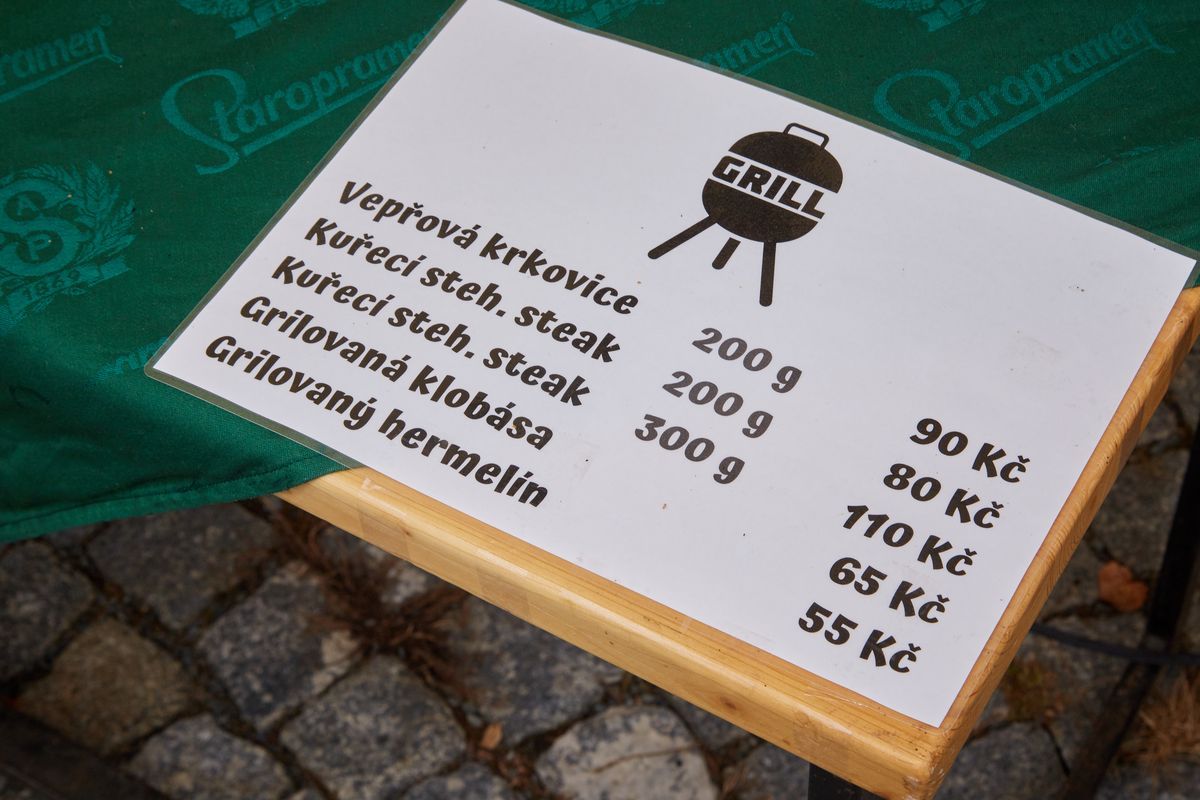 Staropramen
Staropramen
Staropramen
GRILL
Vepřová krkovice 200 g 90 Kč
Kuřecí steh. steak 200 g 80 Kč
Kuřecí steh. steak 300 g 110 Kč
Grilovaná klobása 65 Kč
Grilovaný hermelín 55 Kč